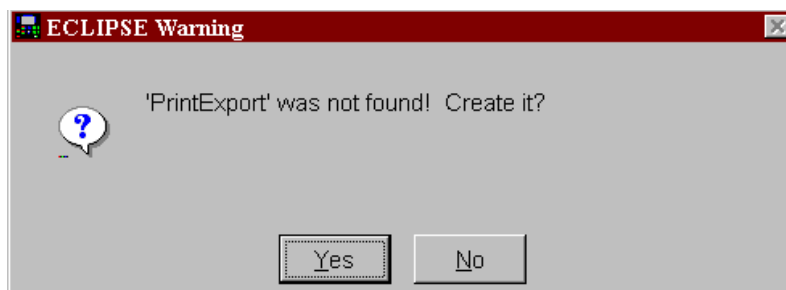 ECLIPSE Warning
'PrintExport' was not found!  Create it?
Yes No